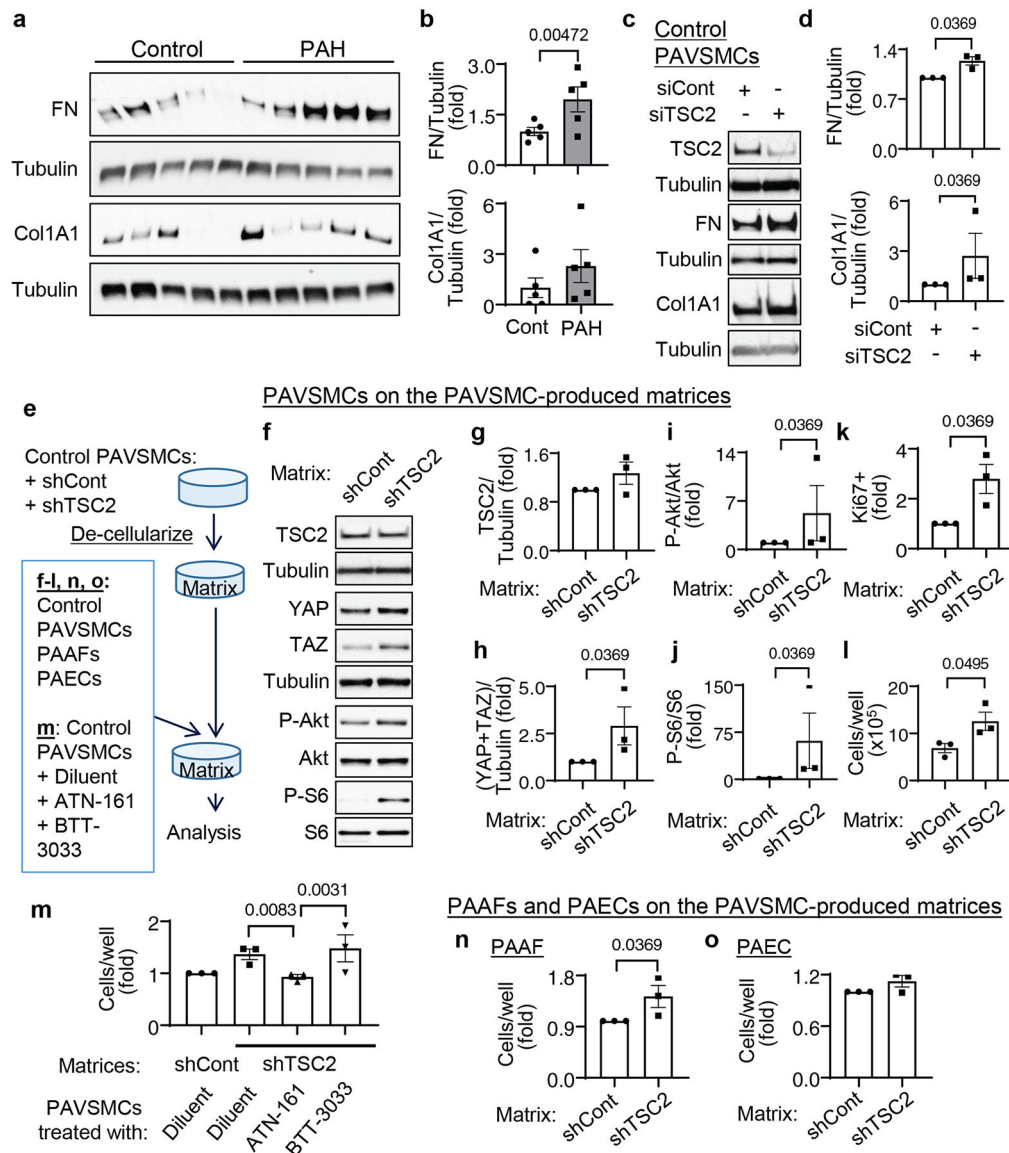 a
Control PAH
FN
Tubulin
Col1A1
Tubulin
b
0.00472
FN/Tubulin
(fold)
3.0
1.5
0.0
Col1A1/
Tubulin (fold)
6
3
0
Cont PAH
c
Control
PAVSMCs
siCont + -
siTSC2 - +
TSC2
Tubulin
FN
Tubulin
Col1A1
Tubulin
d
0.0369
FN/Tubulin
(fold)
1.4
0.7
0.0
0.0369
Col1A1/
Tubulin (fold)
6
3
0
siCont + -
siTSC2 - +
PAVSMCs on the PAVSMC-produced matrices
e
Control PAVSMCs:
+ shCont
+ shTSC2
De-cellularize
Matrix
f-l, n, o:
Control
PAVSMCs
PAAFs
PAECs
m: Control
PAVSMCs
+ Diluent
+ ATN-161
+ BTT-
3033
Matrix
Analysis
f
Matrix: shCont shTSC2
TSC2
Tubulin
YAP
TAZ
Tubulin
P-Akt
Akt
P-S6
S6
g
TSC2/
Tubulin (fold)
1.6
0.8
0.0
Matrix: shCont shTSC2
i
0.0369
P-Akt/Akt
(fold)
14
7
0
shCont shTSC2
k
0.0369
Ki67+
(fold)
6
4
2
0
Matrix: shCont shTSC2
h
0.0369
(YAP+TAZ)/
Tubulin (fold)
5.0
2.5
0.0
Matrix: shCont shTSC2
j
0.0369
P-S6/S6
(fold)
150
75
0
shCont shTSC2
l
0.0495
Cells/well
(x10⁵)
20
10
0
Matrix: shCont shTSC2
m
0.0083
0.0031
Cells/well
(fold)
2
1
0
Matrices: shCont shTSC2
PAVSMCs
treated with: Diluent Diluent ATN-161 BTT-3033
PAAFs and PAECs on the PAVSMC-produced matrices
n
PAAF
0.0369
Cells/well
(fold)
1.8
0.9
0.0
Matrix: shCont shTSC2
o
PAEC
Cells/well
(fold)
1.2
0.6
0.0
Matrix: shCont shTSC2